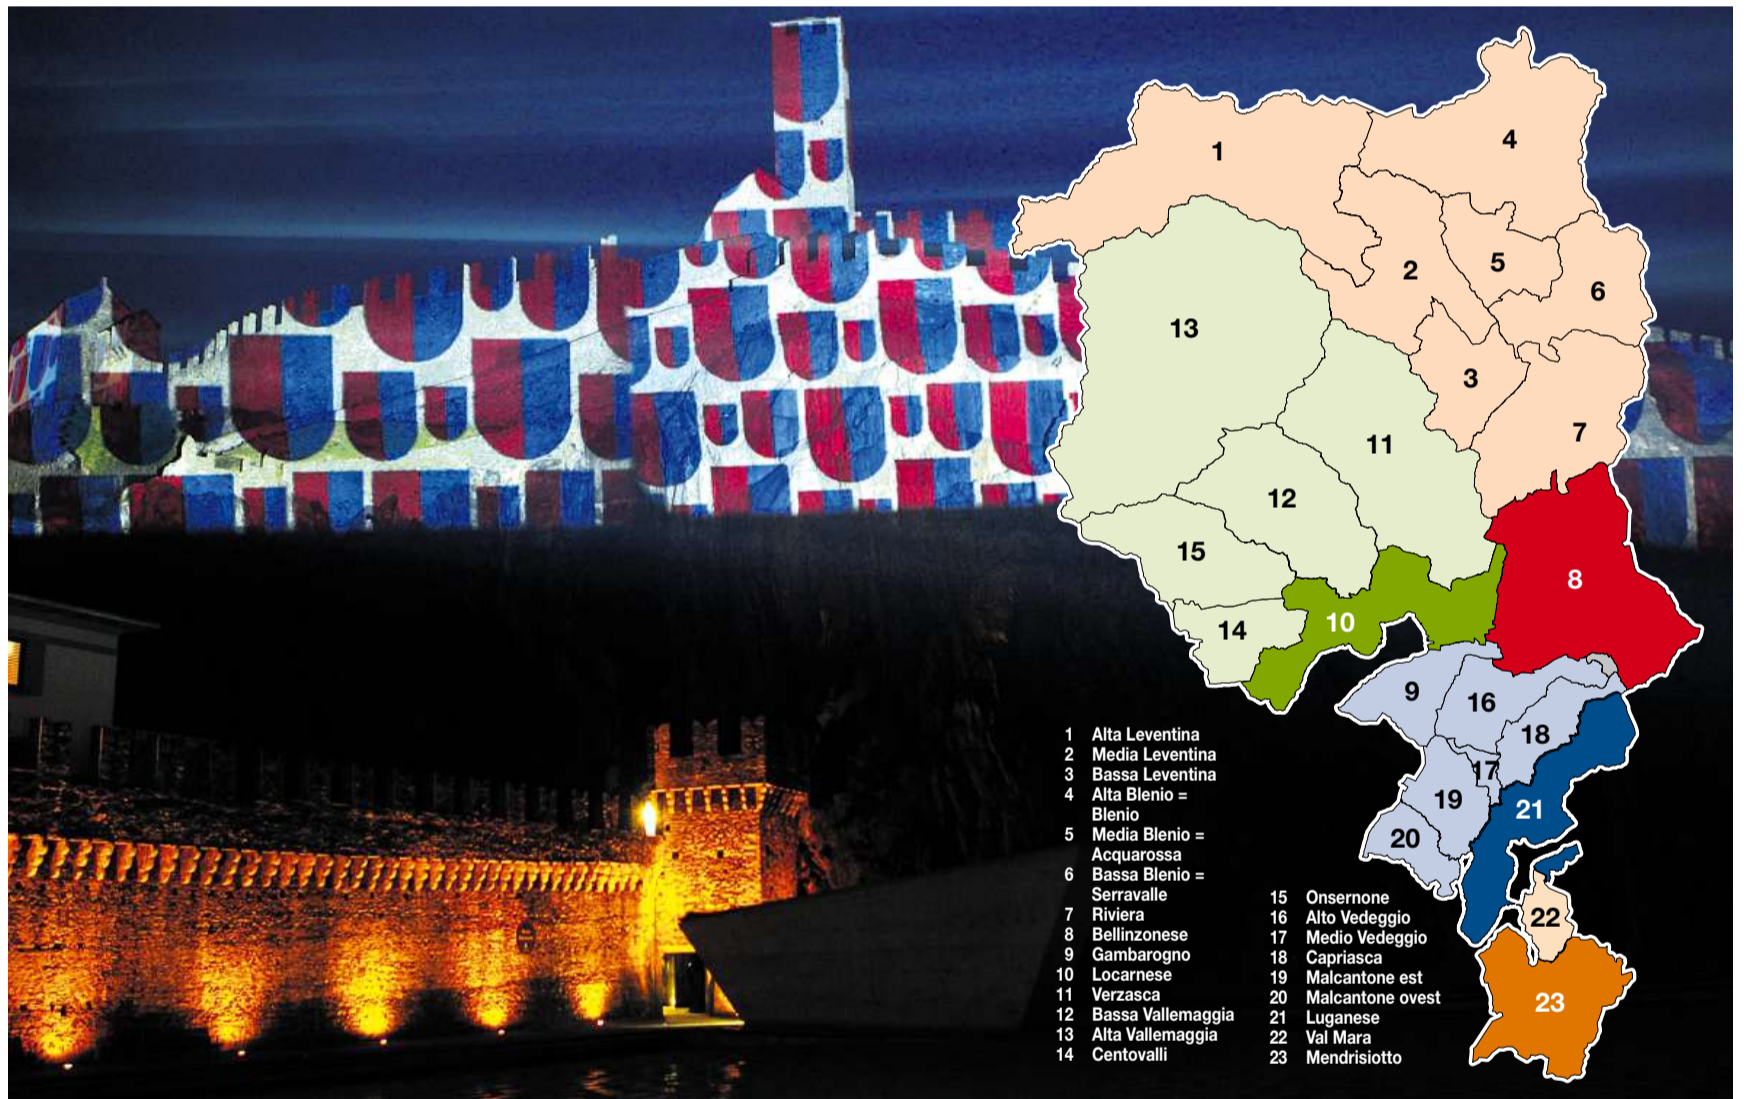 1
4
2
5
6
13
3
7
11
12
15
8
10
14
9
16
18
17
19
21
20
22
23
1 Alta Leventina
2 Media Leventina
3 Bassa Leventina
4 Alta Blenio =
Blenio
5 Media Blenio =
Acquarossa
6 Bassa Blenio =
Serravalle
7 Riviera
8 Bellinzonese
9 Gambarogno
10 Locarnese
11 Verzasca
12 Bassa Vallemaggia
13 Alta Vallemaggia
14 Centovalli
15 Onsernone
16 Alto Vedeggio
17 Medio Vedeggio
18 Capriasca
19 Malcantone est
20 Malcantone ovest
21 Luganese
22 Val Mara
23 Mendrisiotto